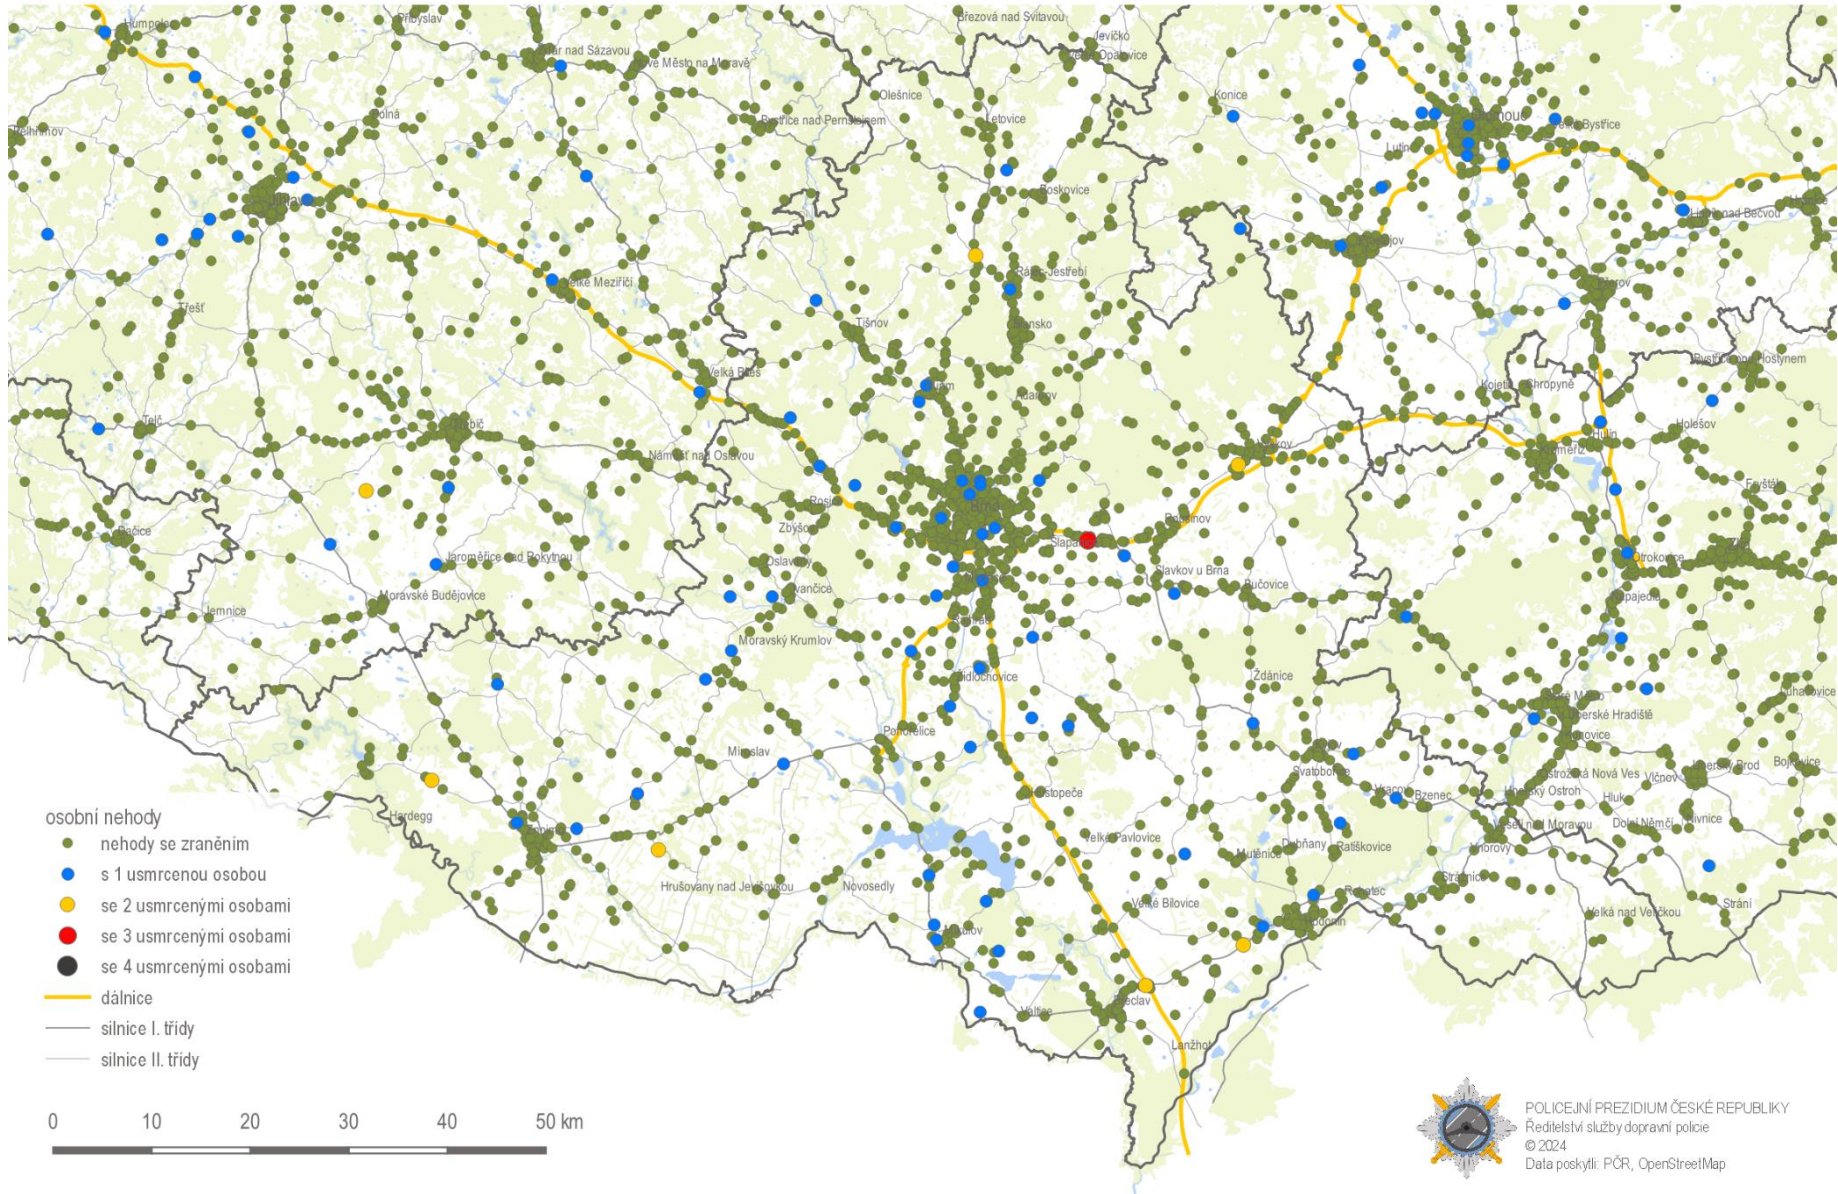 Humpolec
Přibyslav
Březová nad Svitavou
Jevíčko
Nové Město na Moravě
Olešnice
Konice
Letovice
Polná
Bystřice nad Pernštejnem
Pelhřimov
Olomouc
Velká Bystřice
Lutín
Boskovice
Jihlava
Lipník nad Bečvou
Prostějov
Rájec-Jestřebí
Velké Meziříčí
Přerov
Třešť
Tišnov
Blansko
Bystřice pod Hostýnem
Velká Bíteš
Kojetín
Chropyně
Kuřim
Adamov
Holešov
Telč
Třebíč
Hulín
Vyškov
Kroměříž
Náměšť nad Oslavou
Fryšták
Rosice
Brno
Zbýšov
Rousínov
Dačice
Šlapanice
Jaroměřice nad Rokytnou
Otrokovice
Zlín
Oslavany
Slavkov u Brna
Bučovice
Ivančice
Moravské Budějovice
Napajedla
Jemnice
Rajhrad
Moravský Krumlov
Židlochovice
Ždánice
Luhačovice
Staré Město
Uherské Hradiště
Kunovice
Pohořelice
Miroslav
Kyjov
Svatobořice
Ostrožská Nová Ves
Vlčnov
Uherský Brod
Bojkovice
Vracov
Bzenec
Uherský Ostroh
Hluk
Hustopeče
Hardegg
Znojmo
Veselí nad Moravou
Dolní Němčí
Nivnice
Velké Pavlovice
Mutěnice
Dubňany
Ratíškovice
Vnorovy
Hrušovany nad Jevišovkou
Novosedly
Strážnice
Rohatec
Velké Bílovice
Strání
Hodonín
Velká nad Veličkou
Mikulov
Břeclav
Valtice
Lanžhot
osobní nehody
nehody se zraněním
s 1 usmrcenou osobou
se 2 usmrcenými osobami
se 3 usmrcenými osobami
se 4 usmrcenými osobami
dálnice
silnice I. třídy
silnice II. třídy
0 10 20 30 40 50 km
POLICEJNÍ PREZIDIUM ČESKÉ REPUBLIKY
Ředitelství služby dopravní policie
© 2024
Data poskytli: PČR, OpenStreetMap